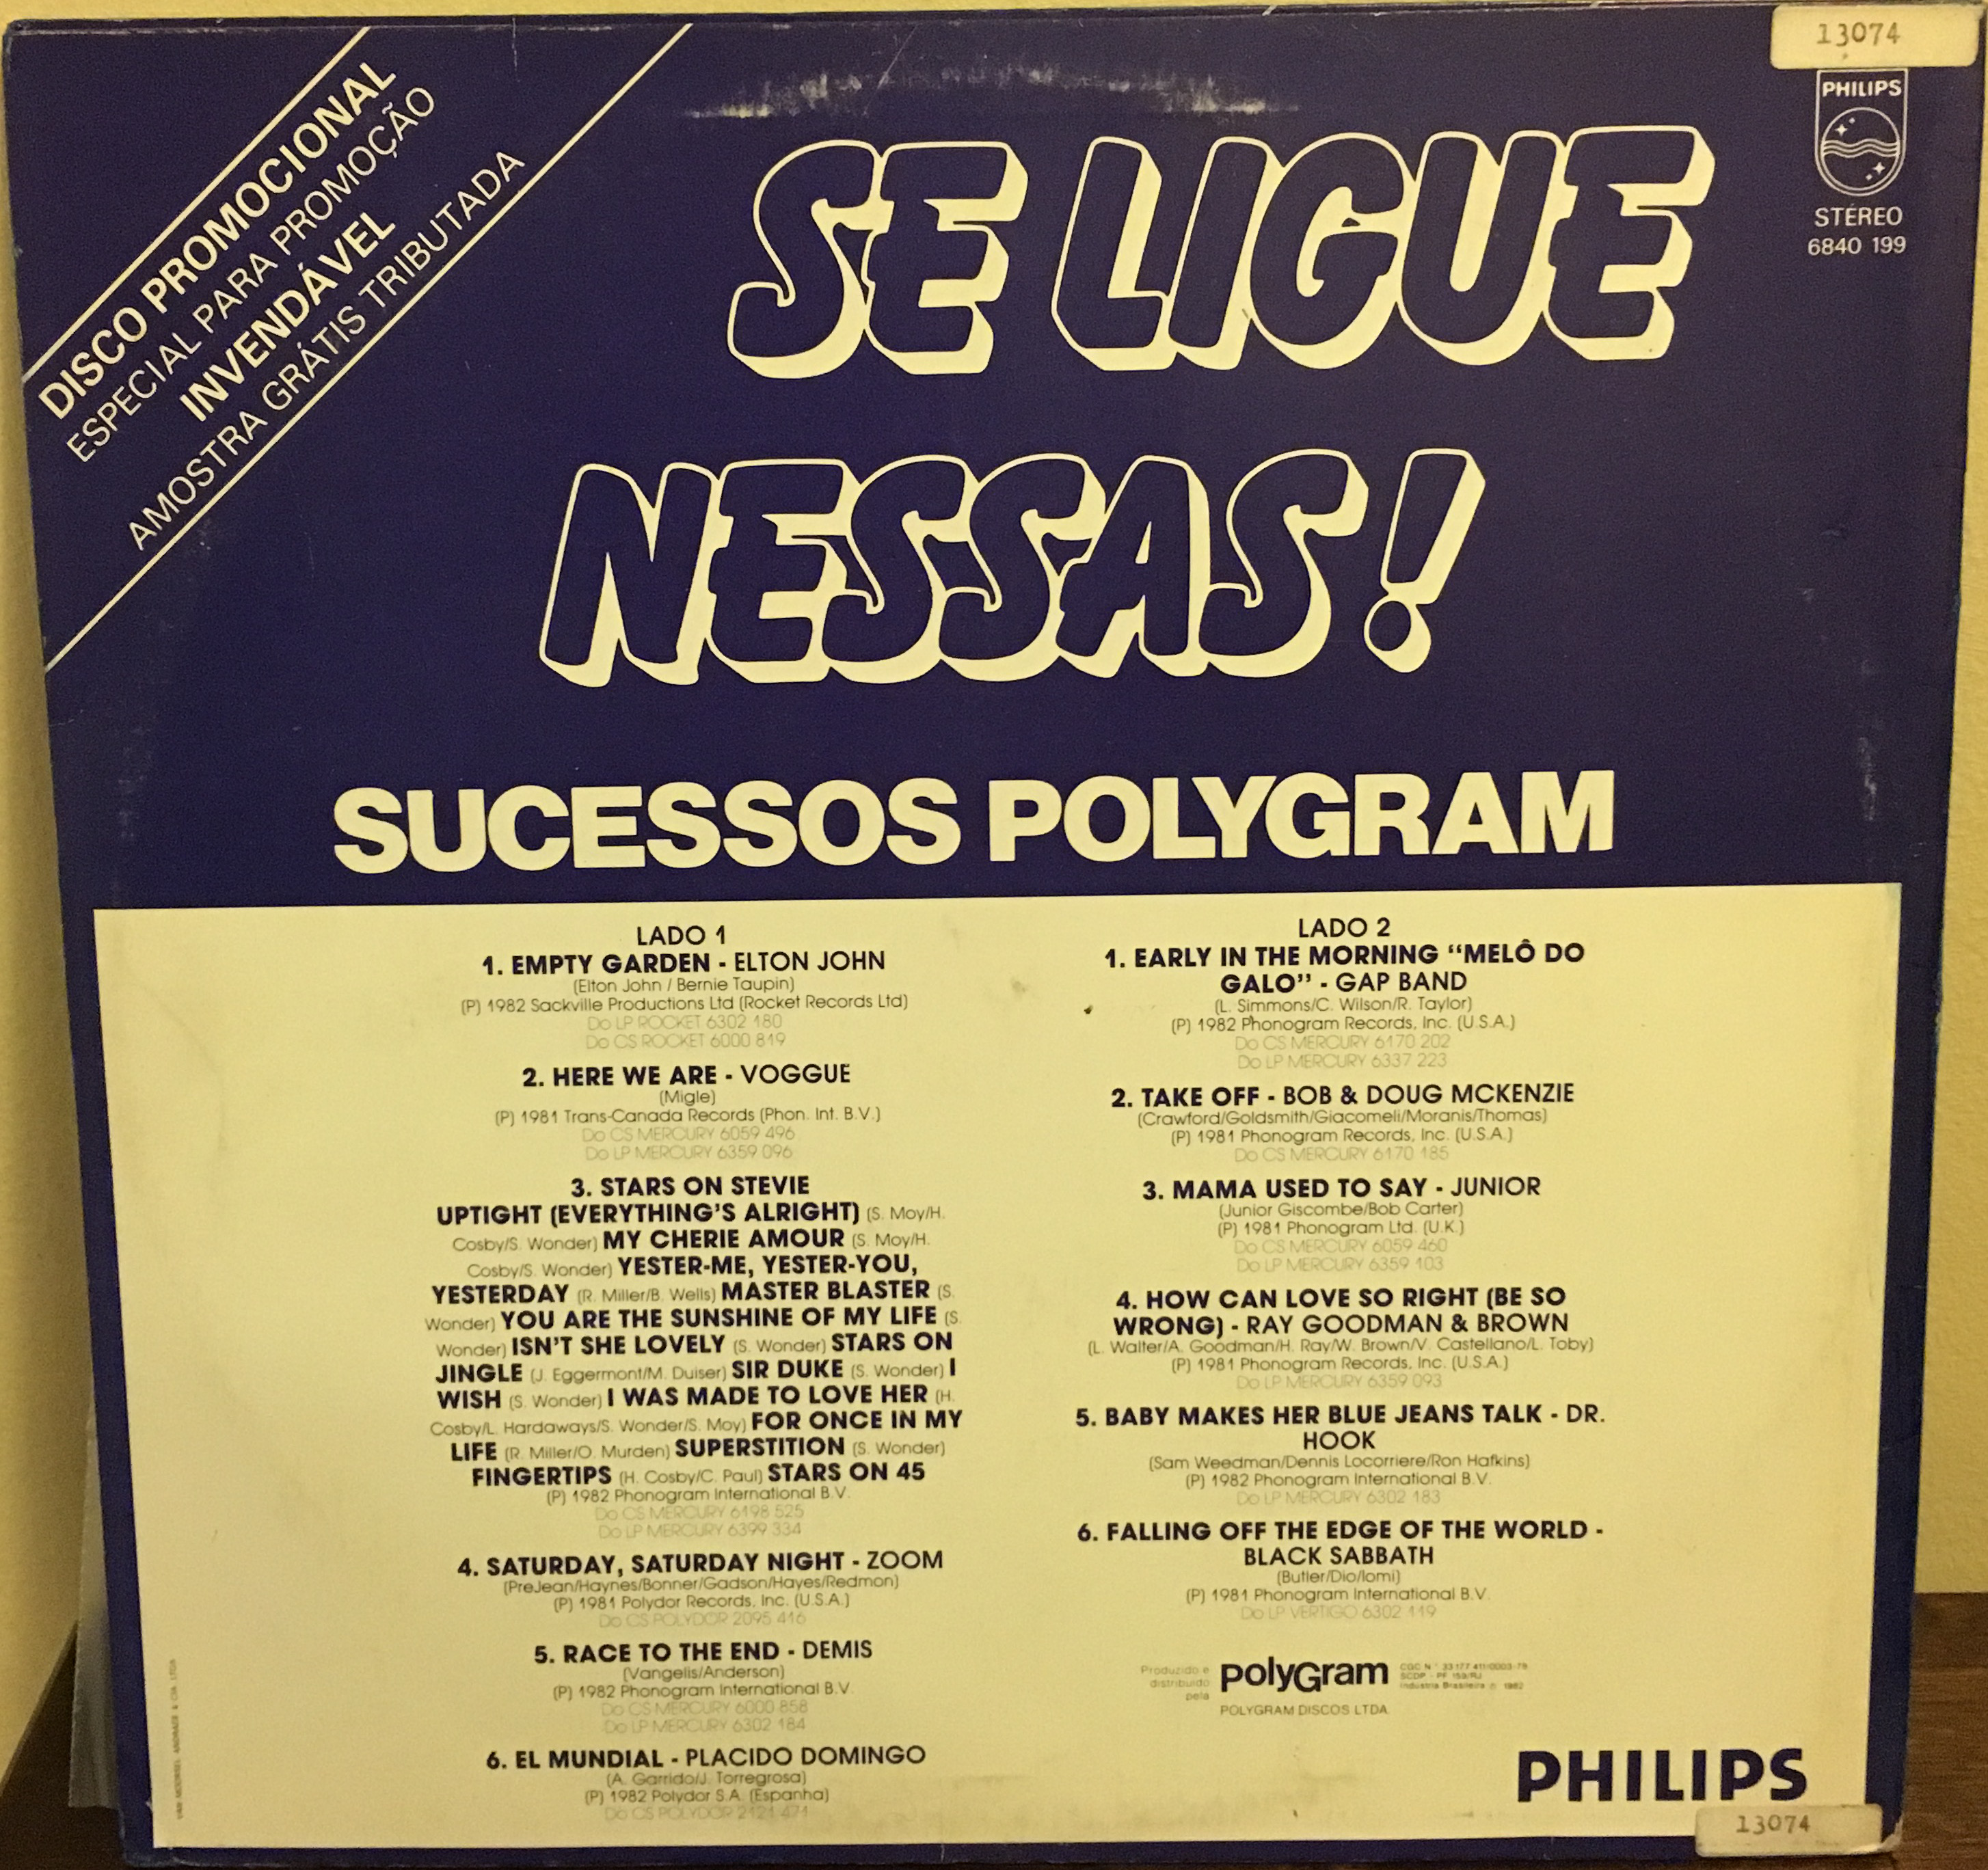 13074
DISCO PROMOCIONAL
ESPECIAL PARA PROMOÇÃO
INVENDÁVEL
AMOSTRA GRÁTIS TRIBUTADA
SE LIGUE
NESSAS!
PHILIPS
STÉREO
6840 199
SUCESSOS POLYGRAM
LADO 1
1. EMPTY GARDEN - ELTON JOHN
(Elton John / Bernie Taupin)
(P) 1982 Sackville Productions Ltd (Rocket Records Ltd)
Do LP ROCKET 6302 180
Do CS ROCKET 6000 819
2. HERE WE ARE - VOGGUE
(Migle)
(P) 1981 Trans-Canada Records (Phon. Int. B.V.)
Do CS MERCURY 6059 496
Do LP MERCURY 6359 096
3. STARS ON STEVIE
UPTIGHT (EVERYTHING'S ALRIGHT) (S. Moy/H.
Cosby/S. Wonder) MY CHERIE AMOUR (S. Moy/H.
Cosby/S. Wonder) YESTER-ME, YESTER-YOU,
YESTERDAY (R. Miller/B. Wells) MASTER BLASTER (S.
Wonder) YOU ARE THE SUNSHINE OF MY LIFE (S.
Wonder) ISN'T SHE LOVELY (S. Wonder) STARS ON
JINGLE (J. Eggermont/M. Duiser) SIR DUKE (S. Wonder) I
WISH (S. Wonder) I WAS MADE TO LOVE HER (H.
Cosby/L. Hardaways/S. Wonder/S. Moy) FOR ONCE IN MY
LIFE (R. Miller/O. Murden) SUPERSTITION (S. Wonder)
FINGERTIPS (H. Cosby/C. Paul) STARS ON 45
(P) 1982 Phonogram International B.V.
Do CS MERCURY 6198 525
Do LP MERCURY 6399 334
4. SATURDAY, SATURDAY NIGHT - ZOOM
(PreJean/Haynes/Bonner/Gadson/Hayes/Redmon)
(P) 1981 Polydor Records, Inc. (U.S.A.)
Do CS POLYDOR 2095 416
5. RACE TO THE END - DEMIS
(Vangelis/Anderson)
(P) 1982 Phonogram International B.V.
Do CS MERCURY 6000 858
Do LP MERCURY 6302 184
6. EL MUNDIAL - PLACIDO DOMINGO
(A. Garrido/J. Torregrosa)
(P) 1982 Polydor S.A. (Espanha)
Do CS POLYDOR 2121 471
LADO 2
1. EARLY IN THE MORNING "MELÔ DO
GALO" - GAP BAND
(L. Simmons/C. Wilson/R. Taylor)
(P) 1982 Phonogram Records, Inc. (U.S.A.)
Do CS MERCURY 6170 202
Do LP MERCURY 6337 223
2. TAKE OFF - BOB & DOUG MCKENZIE
(Crawford/Goldsmith/Giacomeli/Moranis/Thomas)
(P) 1981 Phonogram Records, Inc. (U.S.A.)
Do CS MERCURY 6170 185
3. MAMA USED TO SAY - JUNIOR
(Junior Giscombe/Bob Carter)
(P) 1981 Phonogram Ltd. (U.K.)
Do CS MERCURY 6059 460
Do LP MERCURY 6359 103
4. HOW CAN LOVE SO RIGHT (BE SO
WRONG) - RAY GOODMAN & BROWN
(L. Walter/A. Goodman/H. Ray/W. Brown/V. Castellano/L. Toby)
(P) 1981 Phonogram Records, Inc. (U.S.A.)
Do LP MERCURY 6359 093
5. BABY MAKES HER BLUE JEANS TALK - DR.
HOOK
(Sam Weedman/Dennis Locorriere/Ron Hafkins)
(P) 1982 Phonogram International B.V.
Do LP MERCURY 6302 183
6. FALLING OFF THE EDGE OF THE WORLD -
BLACK SABBATH
(Butler/Dio/Iomi)
(P) 1981 Phonogram International B.V.
Do LP VERTIGO 6302 119
Produzido e
distribuído
pela
polyGram
POLYGRAM DISCOS LTDA.
Indústria Brasileira
1982
PHILIPS
13074